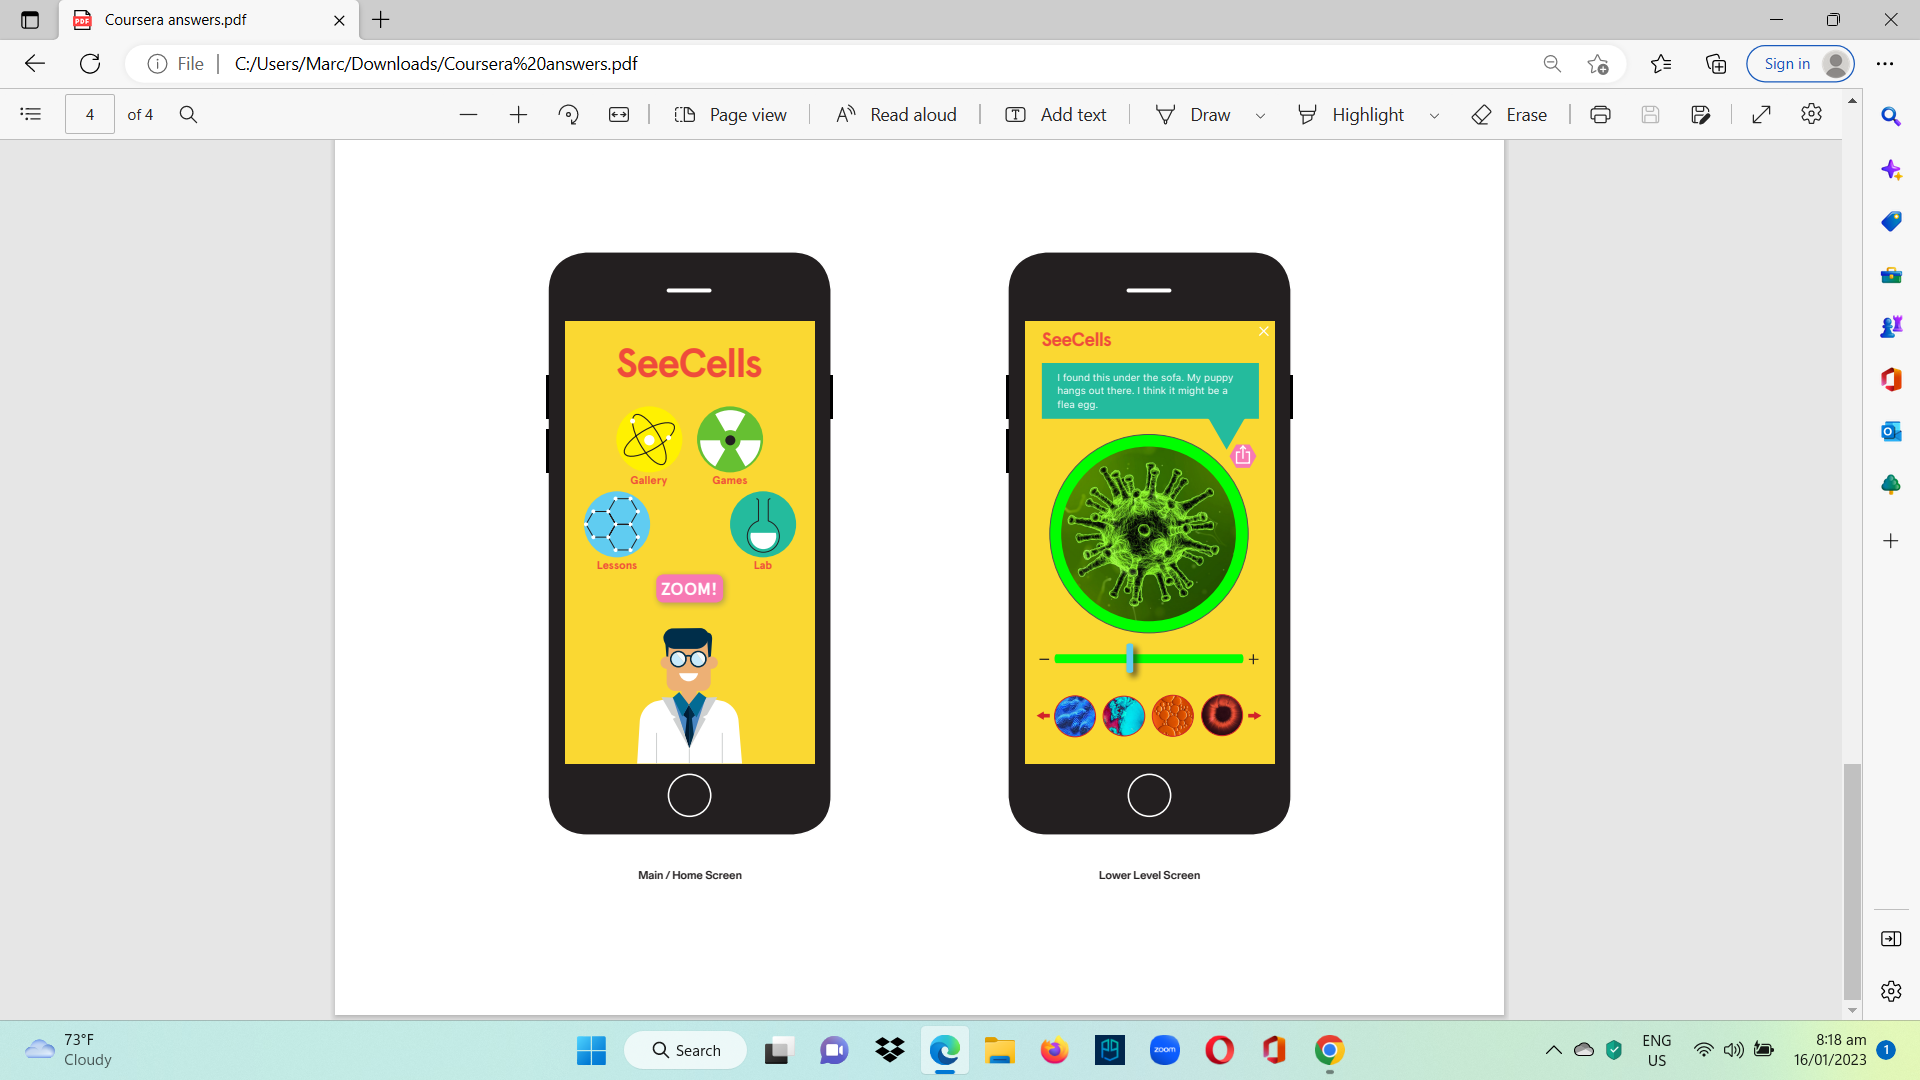 Coursera answers.pdf
File
C:/Users/Marc/Downloads/Coursera%20answers.pdf
Sign in
4 of 4
Page view
Read aloud
Add text
Draw
Highlight
Erase
SeeCells
Gallery
Games
Lessons
Lab
ZOOM!
Main / Home Screen
SeeCells
I found this under the sofa. My puppy
hangs out there. I think it might be a
flea egg.
Lower Level Screen
73°F
Cloudy
Search
zoom
ENG
US
8:18 am
16/01/2023
1